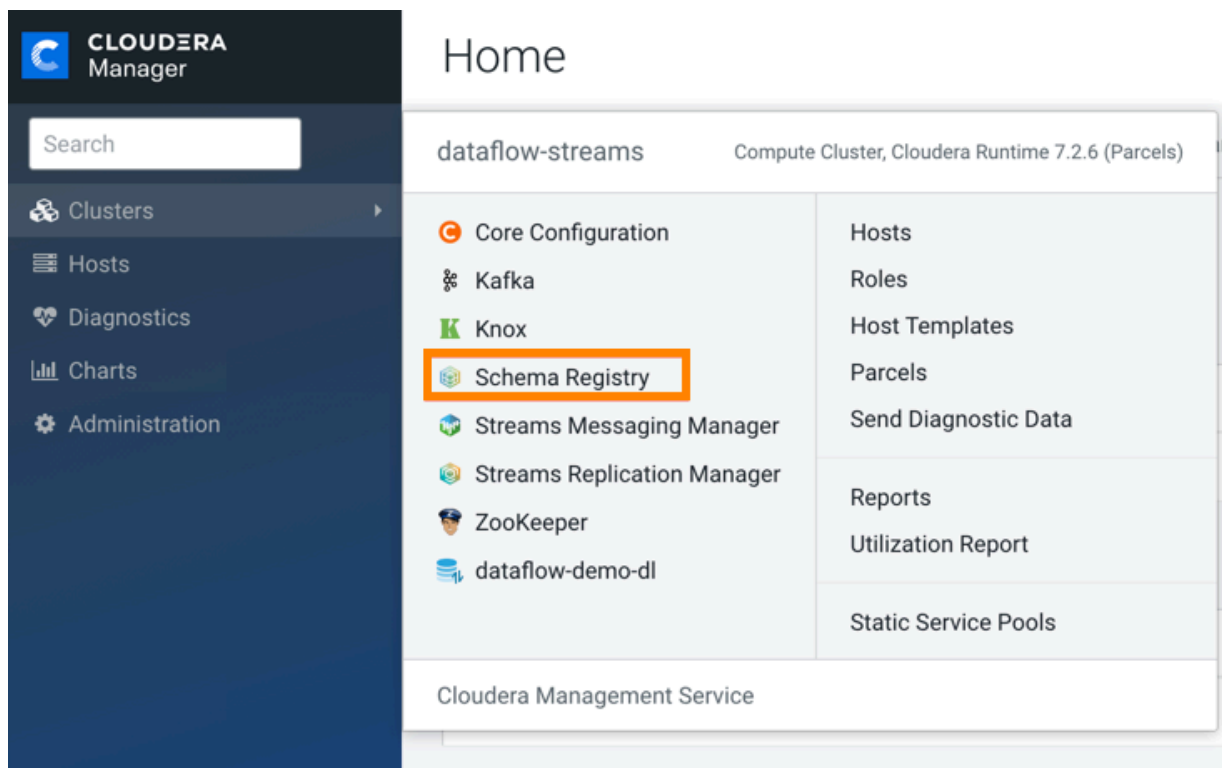 CLOUDERA
Manager
Home
Search
Clusters
Hosts
Diagnostics
Charts
Administration
dataflow-streams
Compute Cluster, Cloudera Runtime 7.2.6 (Parcels)
Core Configuration
Kafka
Knox
Schema Registry
Streams Messaging Manager
Streams Replication Manager
ZooKeeper
dataflow-demo-dl
Hosts
Roles
Host Templates
Parcels
Send Diagnostic Data
Reports
Utilization Report
Static Service Pools
Cloudera Management Service